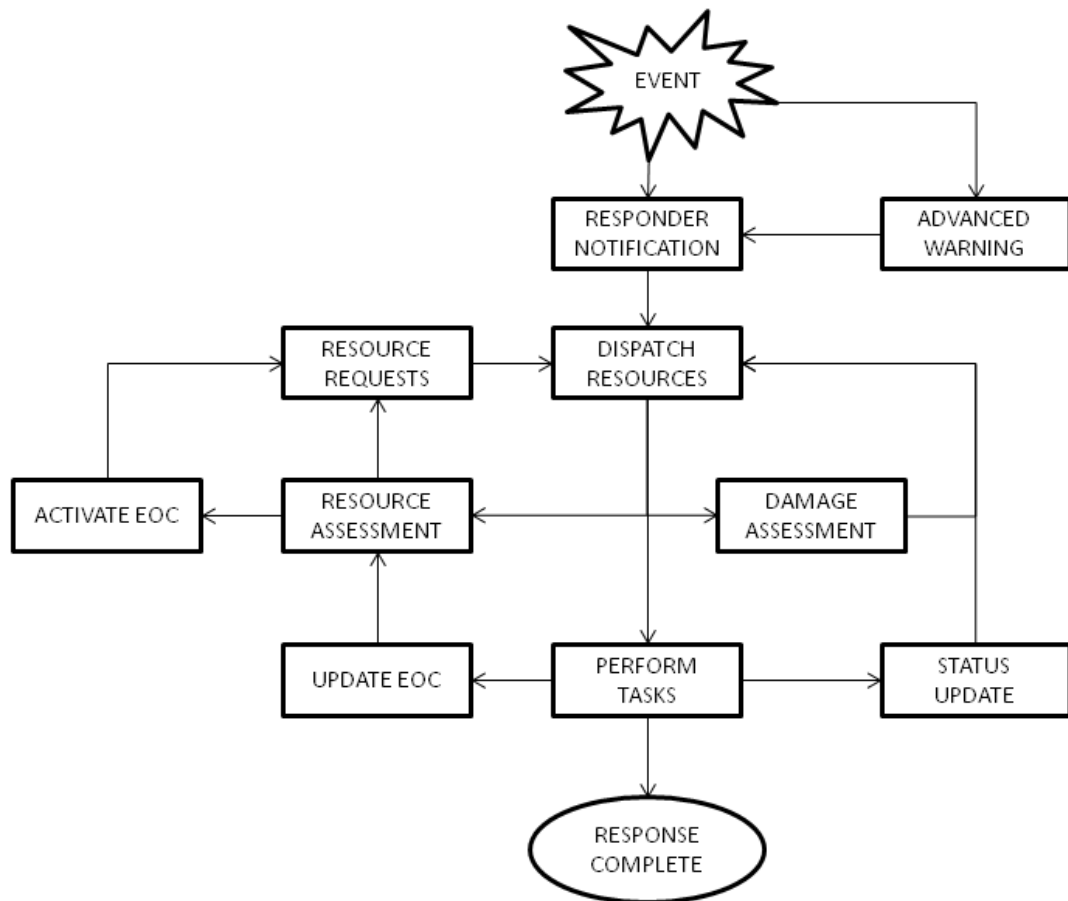 EVENT
RESPONDER
NOTIFICATION
ADVANCED
WARNING
RESOURCE
REQUESTS
DISPATCH
RESOURCES
ACTIVATE EOC
RESOURCE
ASSESSMENT
DAMAGE
ASSESSMENT
UPDATE EOC
PERFORM
TASKS
STATUS
UPDATE
RESPONSE
COMPLETE